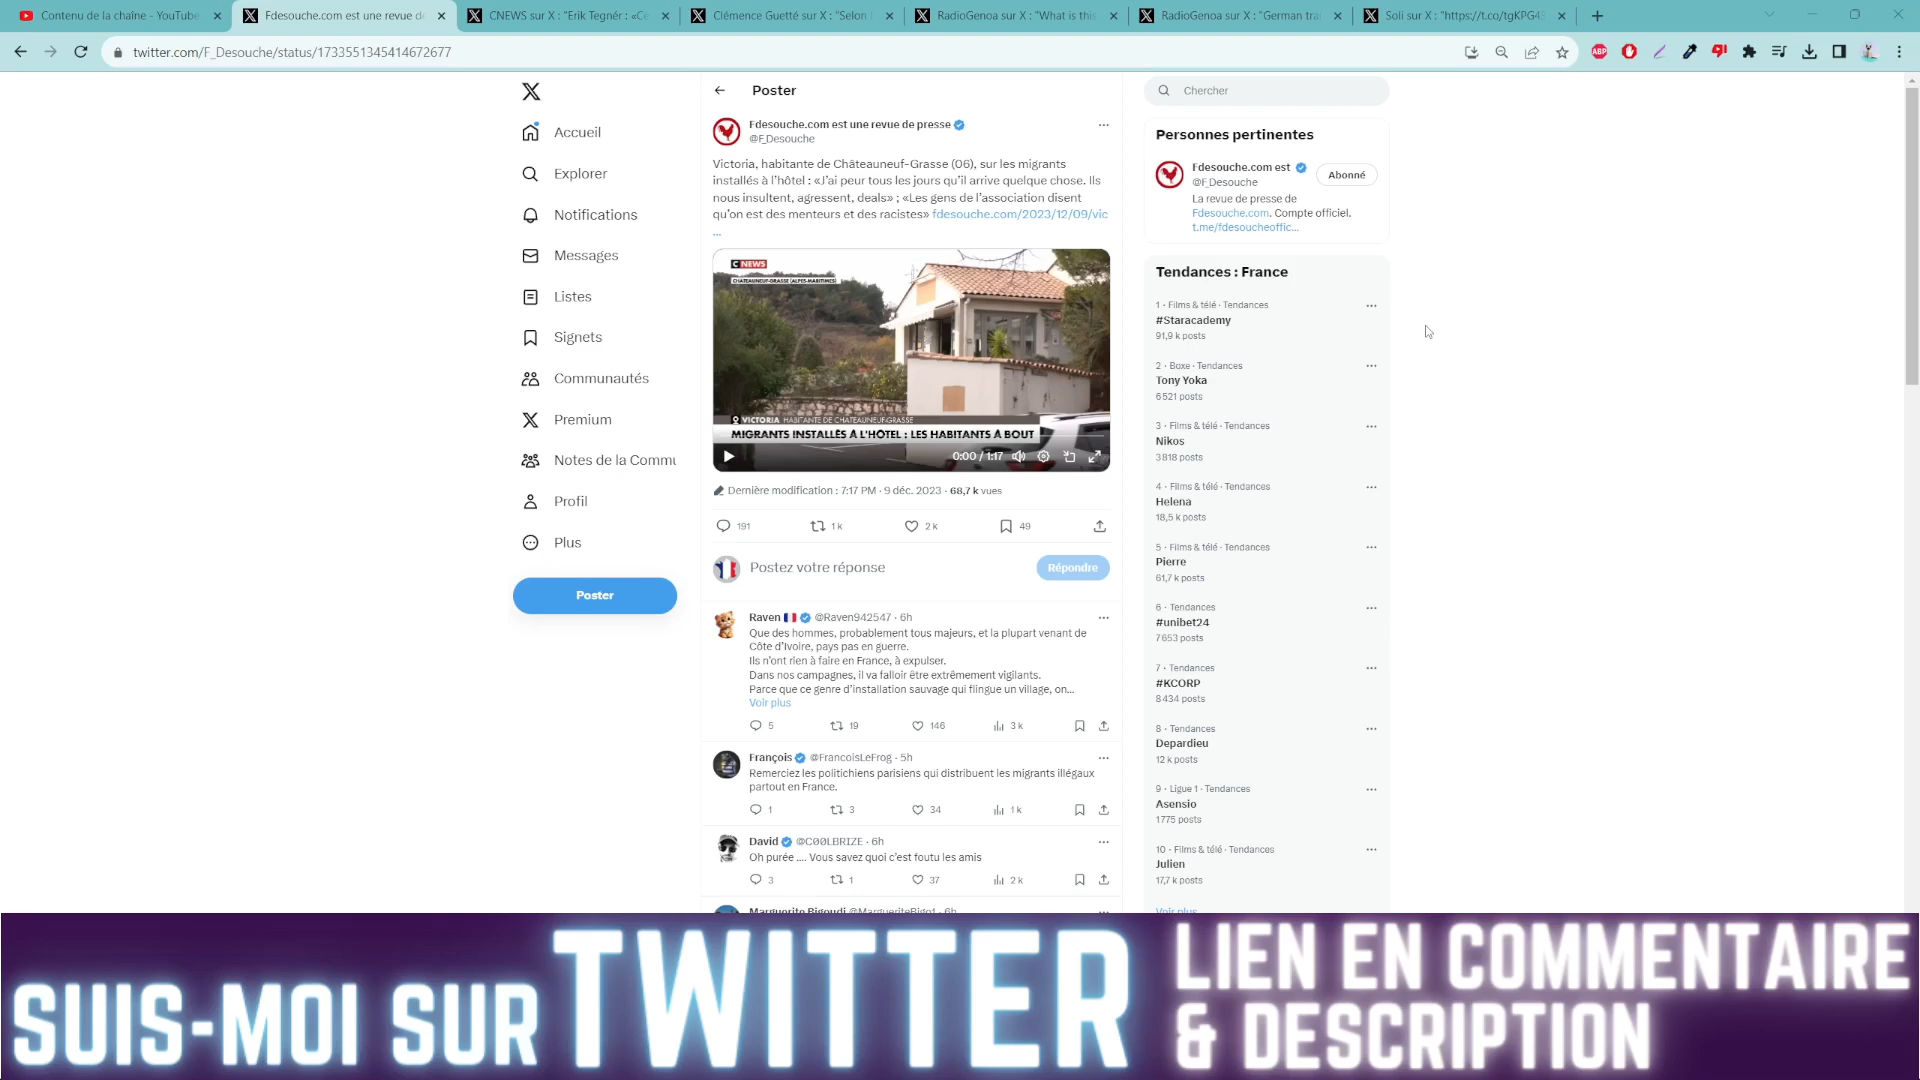 Contenu de la chaîne - YouTube
Fdesouche.com est une revue de
CNEWS sur X : "Erik Tegnér : «Ce
Clémence Guetté sur X : "Selon
RadioGenoa sur X : "What is this
RadioGenoa sur X : "German tra
Soli sur X : "https://t.co/tgKPG4
twitter.com/F_Desouche/status/1733551345414672677
ABP
Accueil
Explorer
Notifications
Messages
Listes
Signets
Communautés
Premium
Notes de la Commu
Profil
Plus
Poster
Poster
Fdesouche.com est une revue de presse
@F_Desouche
Victoria, habitante de Châteauneuf-Grasse (06), sur les migrants
installés à l'hôtel : «J'ai peur tous les jours qu'il arrive quelque chose. Ils
nous insultent, agressent, deals» ; «Les gens de l'association disent
qu'on est des menteurs et des racistes» fdesouche.com/2023/12/09/vic
...
CNEWS
CHATEAUNEUF-GRASSE (ALPES-MARITIMES)
VICTORIA HABITANTE DE CHATEAUNEUF-GRASSE
MIGRANTS INSTALLÉS À L'HÔTEL : LES HABITANTS À BOUT
0:00 / 1:17
Dernière modification : 7:17 PM · 9 déc. 2023 · 68,7 k vues
191 1 k 2 k 49
Postez votre réponse
Répondre
Raven @Raven942547 · 6h
Que des hommes, probablement tous majeurs, et la plupart venant de
Côte d'Ivoire, pays pas en guerre.
Ils n'ont rien à faire en France, à expulser.
Dans nos campagnes, il va falloir être extrêmement vigilants.
Parce que ce genre d'installation sauvage qui flingue un village, on...
Voir plus
5 19 146 3 k
François @FrancoisLeFrog · 5h
Remerciez les politichiens parisiens qui distribuent les migrants illégaux
partout en France.
1 3 34 1 k
David @C00LBRIZE · 6h
Oh purée .... Vous savez quoi c'est foutu les amis
3 1 37 2 k
Marguerite Bigoudi @MargueriteBigo1 · 6h
Chercher
Personnes pertinentes
Fdesouche.com est
@F_Desouche
Abonné
La revue de presse de
Fdesouche.com. Compte officiel.
t.me/fdesoucheoffic...
Tendances : France
1 · Films & télé · Tendances
#Staracademy
91,9 k posts
2 · Boxe · Tendances
Tony Yoka
6 521 posts
3 · Films & télé · Tendances
Nikos
3 818 posts
4 · Films & télé · Tendances
Helena
18,5 k posts
5 · Films & télé · Tendances
Pierre
61,7 k posts
6 · Tendances
#unibet24
7 653 posts
7 · Tendances
#KCORP
8 434 posts
8 · Tendances
Depardieu
12 k posts
9 · Ligue 1 · Tendances
Asensio
1 775 posts
10 · Films & télé · Tendances
Julien
17,7 k posts
Voir plus
SUIS-MOI SUR TWITTER
LIEN EN COMMENTAIRE
& DESCRIPTION